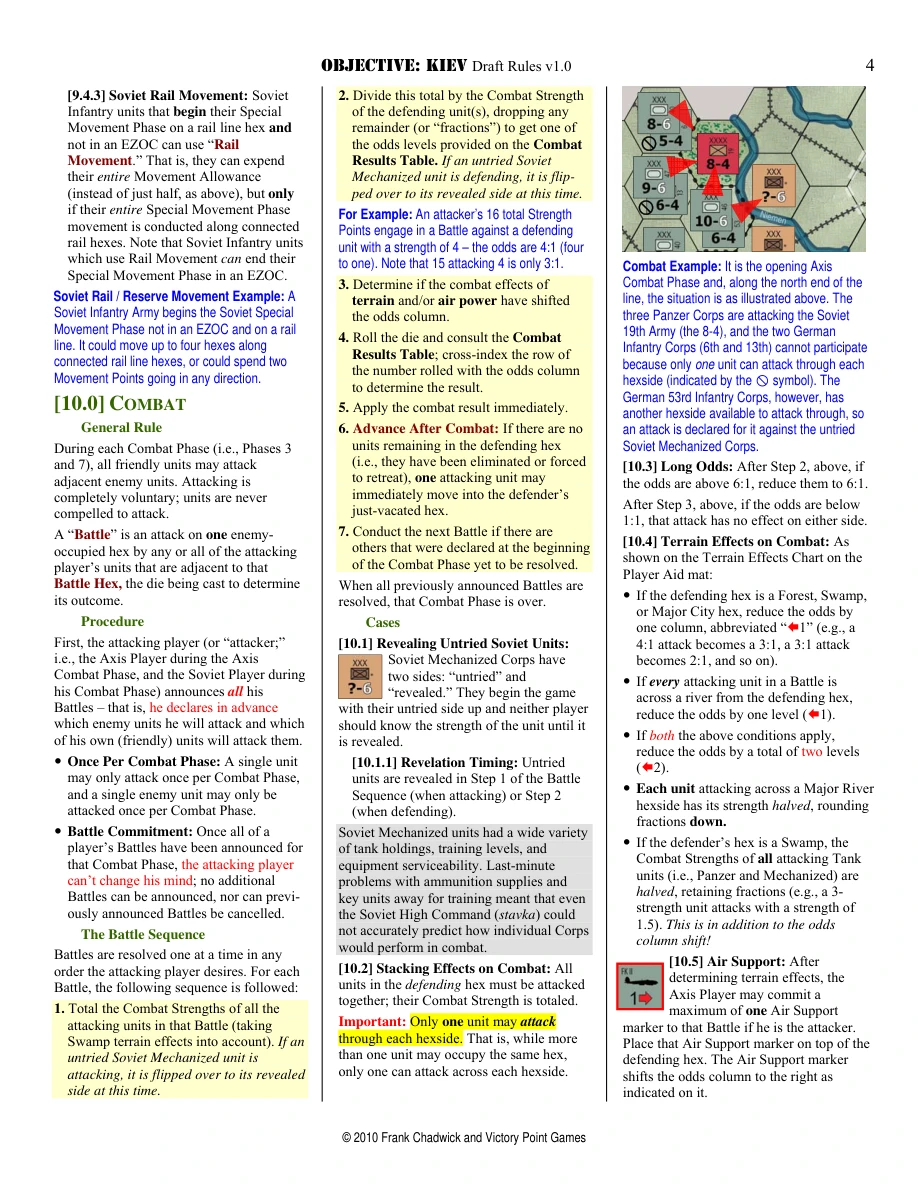 OBJECTIVE: KIEV Draft Rules v1.0
4
[9.4.3] Soviet Rail Movement: Soviet
Infantry units that begin their Special
Movement Phase on a rail line hex and
not in an EZOC can use “Rail
Movement.” That is, they can expend
their entire Movement Allowance
(instead of just half, as above), but only
if their entire Special Movement Phase
movement is conducted along connected
rail hexes. Note that Soviet Infantry units
which use Rail Movement can end their
Special Movement Phase in an EZOC.
Soviet Rail / Reserve Movement Example: A
Soviet Infantry Army begins the Soviet Special
Movement Phase not in an EZOC and on a rail
line. It could move up to four hexes along
connected rail line hexes, or could spend two
Movement Points going in any direction.
[10.0] COMBAT
General Rule
During each Combat Phase (i.e., Phases 3
and 7), all friendly units may attack
adjacent enemy units. Attacking is
completely voluntary; units are never
compelled to attack.
A “Battle” is an attack on one enemy-
occupied hex by any or all of the attacking
player’s units that are adjacent to that
Battle Hex, the die being cast to determine
its outcome.
Procedure
First, the attacking player (or “attacker;”
i.e., the Axis Player during the Axis
Combat Phase, and the Soviet Player during
his Combat Phase) announces all his
Battles – that is, he declares in advance
which enemy units he will attack and which
of his own (friendly) units will attack them.
• Once Per Combat Phase: A single unit
may only attack once per Combat Phase,
and a single enemy unit may only be
attacked once per Combat Phase.
• Battle Commitment: Once all of a
player’s Battles have been announced for
that Combat Phase, the attacking player
can’t change his mind; no additional
Battles can be announced, nor can previ-
ously announced Battles be cancelled.
The Battle Sequence
Battles are resolved one at a time in any
order the attacking player desires. For each
Battle, the following sequence is followed:
1. Total the Combat Strengths of all the
attacking units in that Battle (taking
Swamp terrain effects into account). If an
untried Soviet Mechanized unit is
attacking, it is flipped over to its revealed
side at this time.
2. Divide this total by the Combat Strength
of the defending unit(s), dropping any
remainder (or “fractions”) to get one of
the odds levels provided on the Combat
Results Table. If an untried Soviet
Mechanized unit is defending, it is flip-
ped over to its revealed side at this time.
For Example: An attacker’s 16 total Strength
Points engage in a Battle against a defending
unit with a strength of 4 – the odds are 4:1 (four
to one). Note that 15 attacking 4 is only 3:1.
3. Determine if the combat effects of
terrain and/or air power have shifted
the odds column.
4. Roll the die and consult the Combat
Results Table; cross-index the row of
the number rolled with the odds column
to determine the result.
5. Apply the combat result immediately.
6. Advance After Combat: If there are no
units remaining in the defending hex
(i.e., they have been eliminated or forced
to retreat), one attacking unit may
immediately move into the defender’s
just-vacated hex.
7. Conduct the next Battle if there are
others that were declared at the beginning
of the Combat Phase yet to be resolved.
When all previously announced Battles are
resolved, that Combat Phase is over.
Cases
[10.1] Revealing Untried Soviet Units:
XXX
?-6
Soviet Mechanized Corps have
two sides: “untried” and
“revealed.” They begin the game
with their untried side up and neither player
should know the strength of the unit until it
is revealed.
[10.1.1] Revelation Timing: Untried
units are revealed in Step 1 of the Battle
Sequence (when attacking) or Step 2
(when defending).
Soviet Mechanized units had a wide variety
of tank holdings, training levels, and
equipment serviceability. Last-minute
problems with ammunition supplies and
key units away for training meant that even
the Soviet High Command (stavka) could
not accurately predict how individual Corps
would perform in combat.
[10.2] Stacking Effects on Combat: All
units in the defending hex must be attacked
together; their Combat Strength is totaled.
Important: Only one unit may attack
through each hexside. That is, while more
than one unit may occupy the same hex,
only one can attack across each hexside.
XXX
8-6
5-4
XXXX
8-4
XXX
9-6
6-4
XXX
10-6
6-4
XXX
?-6
Niemen
XXX
XXX
Combat Example: It is the opening Axis
Combat Phase and, along the north end of the
line, the situation is as illustrated above. The
three Panzer Corps are attacking the Soviet
19th Army (the 8-4), and the two German
Infantry Corps (6th and 13th) cannot participate
because only one unit can attack through each
hexside (indicated by the 🛇 symbol). The
German 53rd Infantry Corps, however, has
another hexside available to attack through, so
an attack is declared for it against the untried
Soviet Mechanized Corps.
[10.3] Long Odds: After Step 2, above, if
the odds are above 6:1, reduce them to 6:1.
After Step 3, above, if the odds are below
1:1, that attack has no effect on either side.
[10.4] Terrain Effects on Combat: As
shown on the Terrain Effects Chart on the
Player Aid mat:
• If the defending hex is a Forest, Swamp,
or Major City hex, reduce the odds by
one column, abbreviated “←1” (e.g., a
4:1 attack becomes a 3:1, a 3:1 attack
becomes 2:1, and so on).
• If every attacking unit in a Battle is
across a river from the defending hex,
reduce the odds by one level (←1).
• If both the above conditions apply,
reduce the odds by a total of two levels
(←2).
• Each unit attacking across a Major River
hexside has its strength halved, rounding
fractions down.
• If the defender’s hex is a Swamp, the
Combat Strengths of all attacking Tank
units (i.e., Panzer and Mechanized) are
halved, retaining fractions (e.g., a 3-
strength unit attacks with a strength of
1.5). This is in addition to the odds
column shift!
FK II
1→
[10.5] Air Support: After
determining terrain effects, the
Axis Player may commit a
maximum of one Air Support
marker to that Battle if he is the attacker.
Place that Air Support marker on top of the
defending hex. The Air Support marker
shifts the odds column to the right as
indicated on it.
© 2010 Frank Chadwick and Victory Point Games